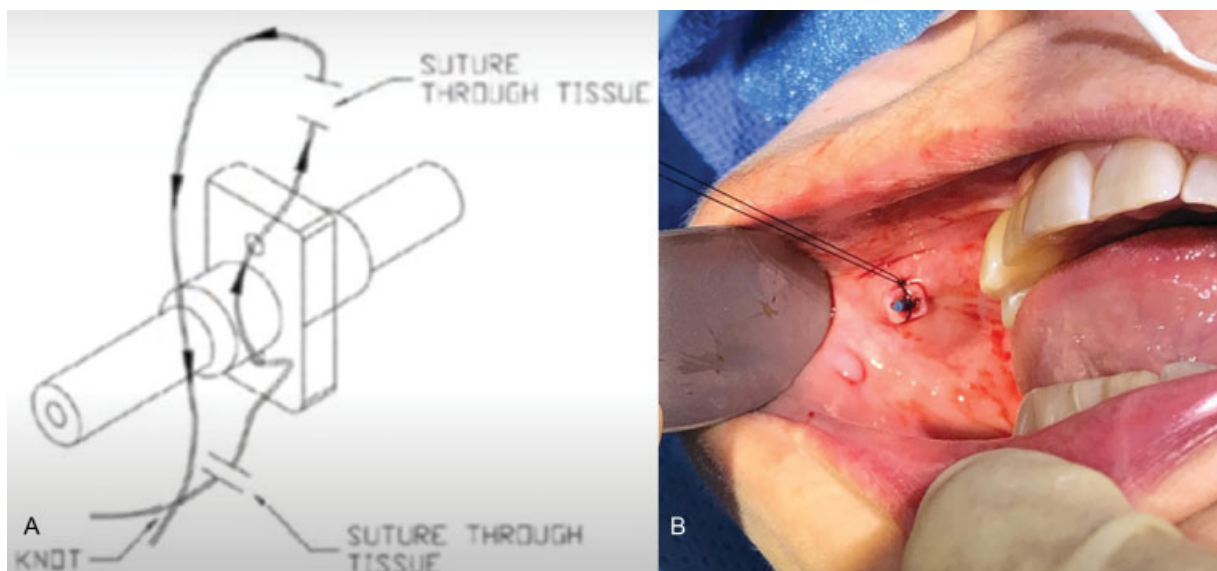 SUTURE
THROUGH TISSUE
A
KNOT
SUTURE THROUGH
TISSUE
B